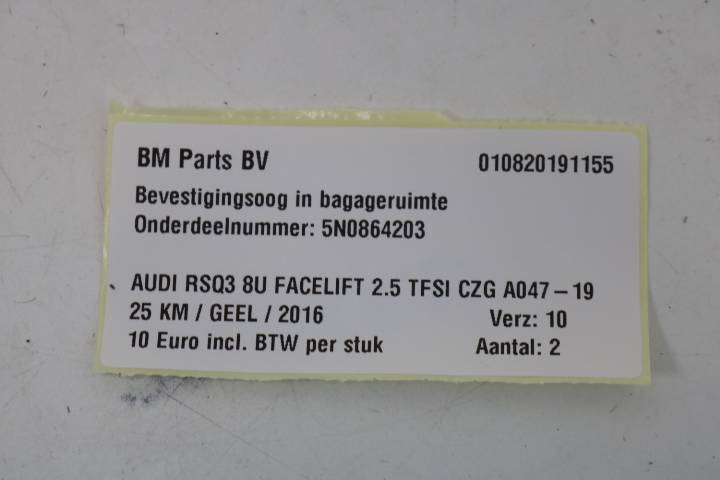 BM Parts BV 010820191155
Bevestigingsoog in bagageruimte
Onderdeelnummer: 5N0864203
AUDI RSQ3 8U FACELIFT 2.5 TFSI CZG A047-19
25 KM / GEEL / 2016 Verz: 10
10 Euro incl. BTW per stuk Aantal: 2